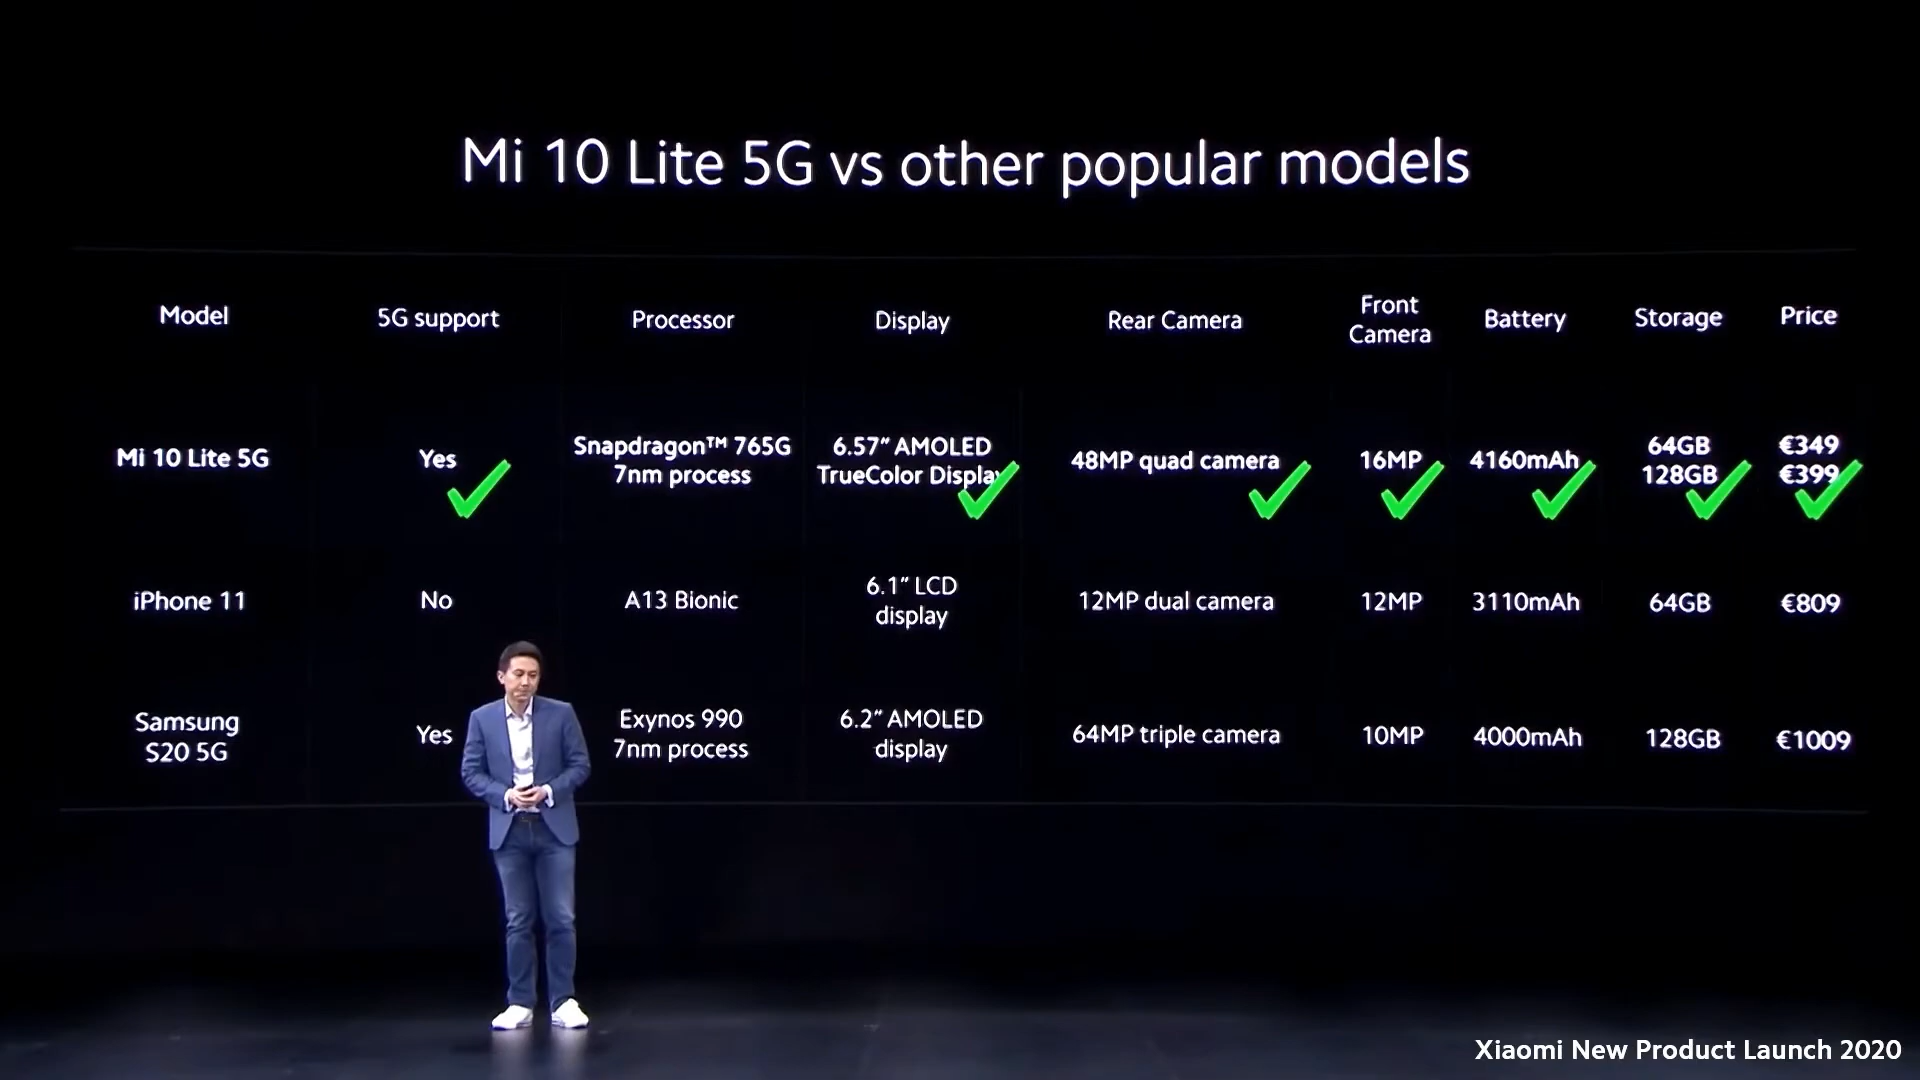 Mi 10 Lite 5G vs other popular models
Model 5G support Processor Display Rear Camera Front Camera Battery Storage Price
Mi 10 Lite 5G Yes Snapdragon™ 765G 6.57” AMOLED 48MP quad camera 16MP 4160mAh 64GB €349
7nm process TrueColor Display 128GB €399
iPhone 11 No A13 Bionic 6.1” LCD 12MP dual camera 12MP 3110mAh 64GB €809
display
Samsung Yes Exynos 990 6.2” AMOLED 64MP triple camera 10MP 4000mAh 128GB €1009
S20 5G 7nm process display
Xiaomi New Product Launch 2020